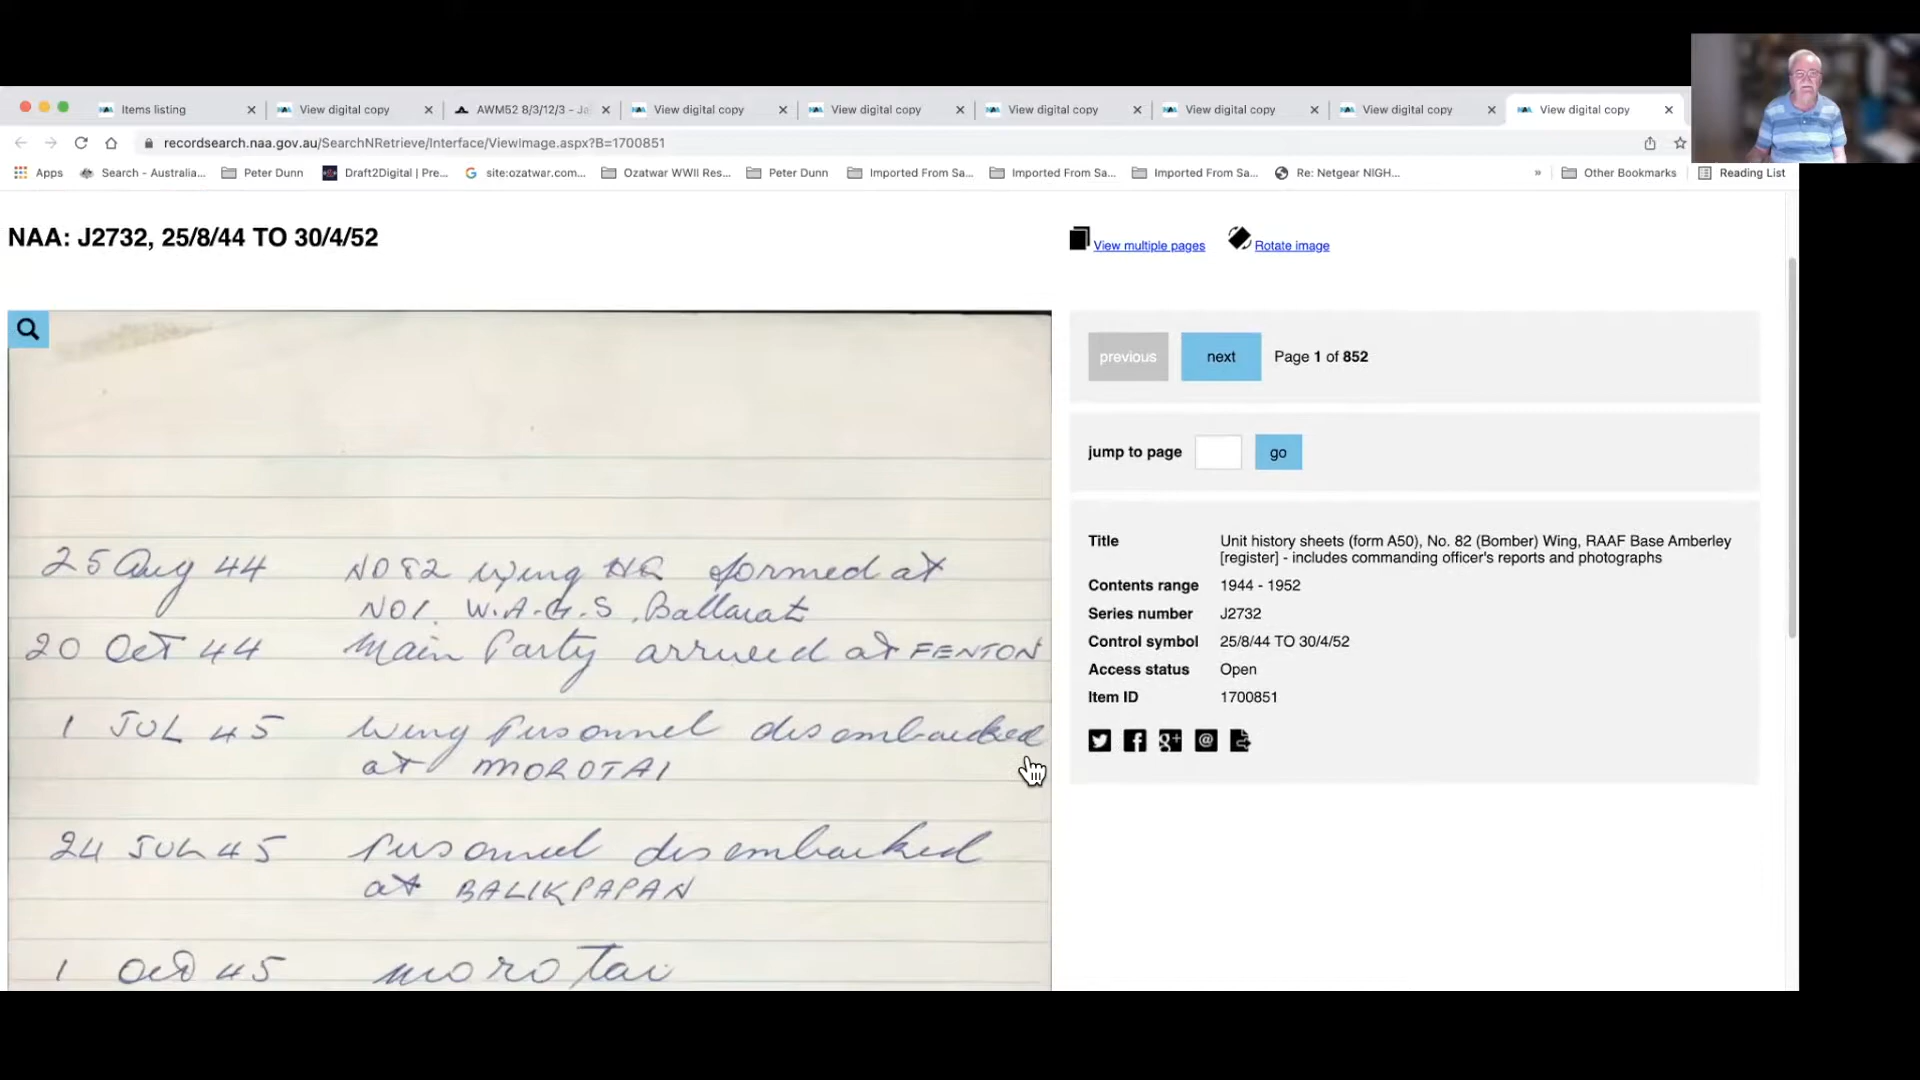 Items listing
View digital copy
AWM52 8/3/12/3 - Ja
View digital copy
View digital copy
View digital copy
View digital copy
View digital copy
View digital copy
recordsearch.naa.gov.au/SearchNRetrieve/Interface/ViewImage.aspx?B=1700851
Apps
Search - Australia...
Peter Dunn
Draft2Digital | Pre...
site:ozatwar.com...
Ozatwar WWII Res...
Peter Dunn
Imported From Sa...
Imported From Sa...
Imported From Sa...
Re: Netgear NIGH...
»
Other Bookmarks
Reading List
NAA: J2732, 25/8/44 TO 30/4/52
View multiple pages
Rotate image
25 Aug 44 NO 82 Wing HQ formed at
NO1. W.A.G.S. Ballarat
20 Oct 44 Main Party arrived at FENTON
1 JUL 45 Wing Personnel disembarked
at MOROTAI
24 JUL 45 Personnel disembarked
at BALIKPAPAN
1 Oct 45 Morotai
previous
next
Page 1 of 852
jump to page
go
Title Unit history sheets (form A50), No. 82 (Bomber) Wing, RAAF Base Amberley
[register] - includes commanding officer's reports and photographs
Contents range 1944 - 1952
Series number J2732
Control symbol 25/8/44 TO 30/4/52
Access status Open
Item ID 1700851